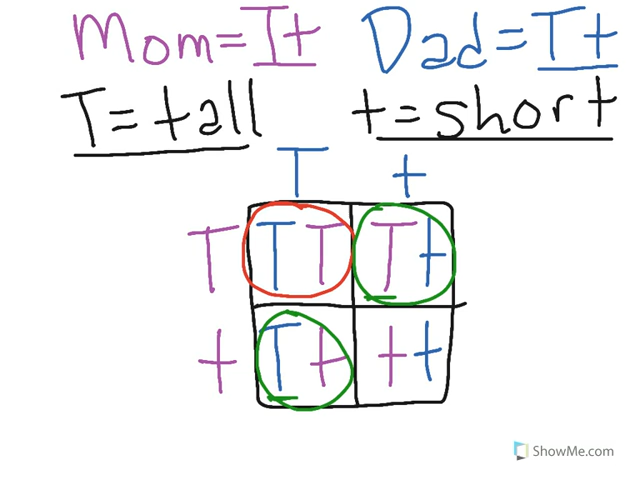 Mom=Tt Dad=Tt
T=tall t=short
T t
T TT Tt
t Tt tt
ShowMe.com